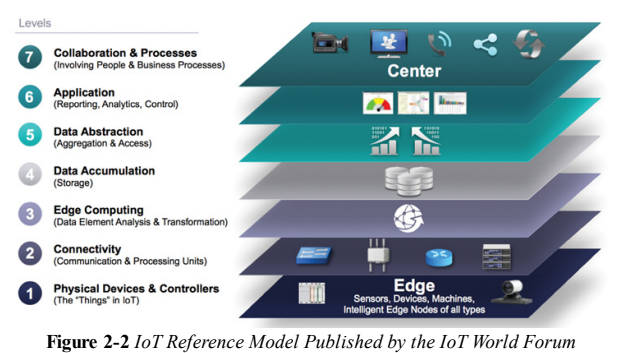 Levels
7 Collaboration & Processes
(Involving People & Business Processes)
6 Application
(Reporting, Analytics, Control)
5 Data Abstraction
(Aggregation & Access)
4 Data Accumulation
(Storage)
3 Edge Computing
(Data Element Analysis & Transformation)
2 Connectivity
(Communication & Processing Units)
1 Physical Devices & Controllers
(The "Things" in IoT)
Center
Edge
Sensors, Devices, Machines,
Intelligent Edge Nodes of all types
Figure 2-2 IoT Reference Model Published by the IoT World Forum